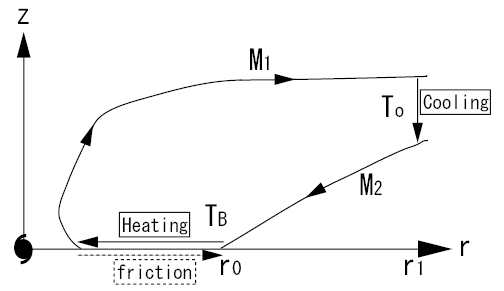 z
M1
To
Cooling
M2
Heating
TB
r
friction
r0
r1